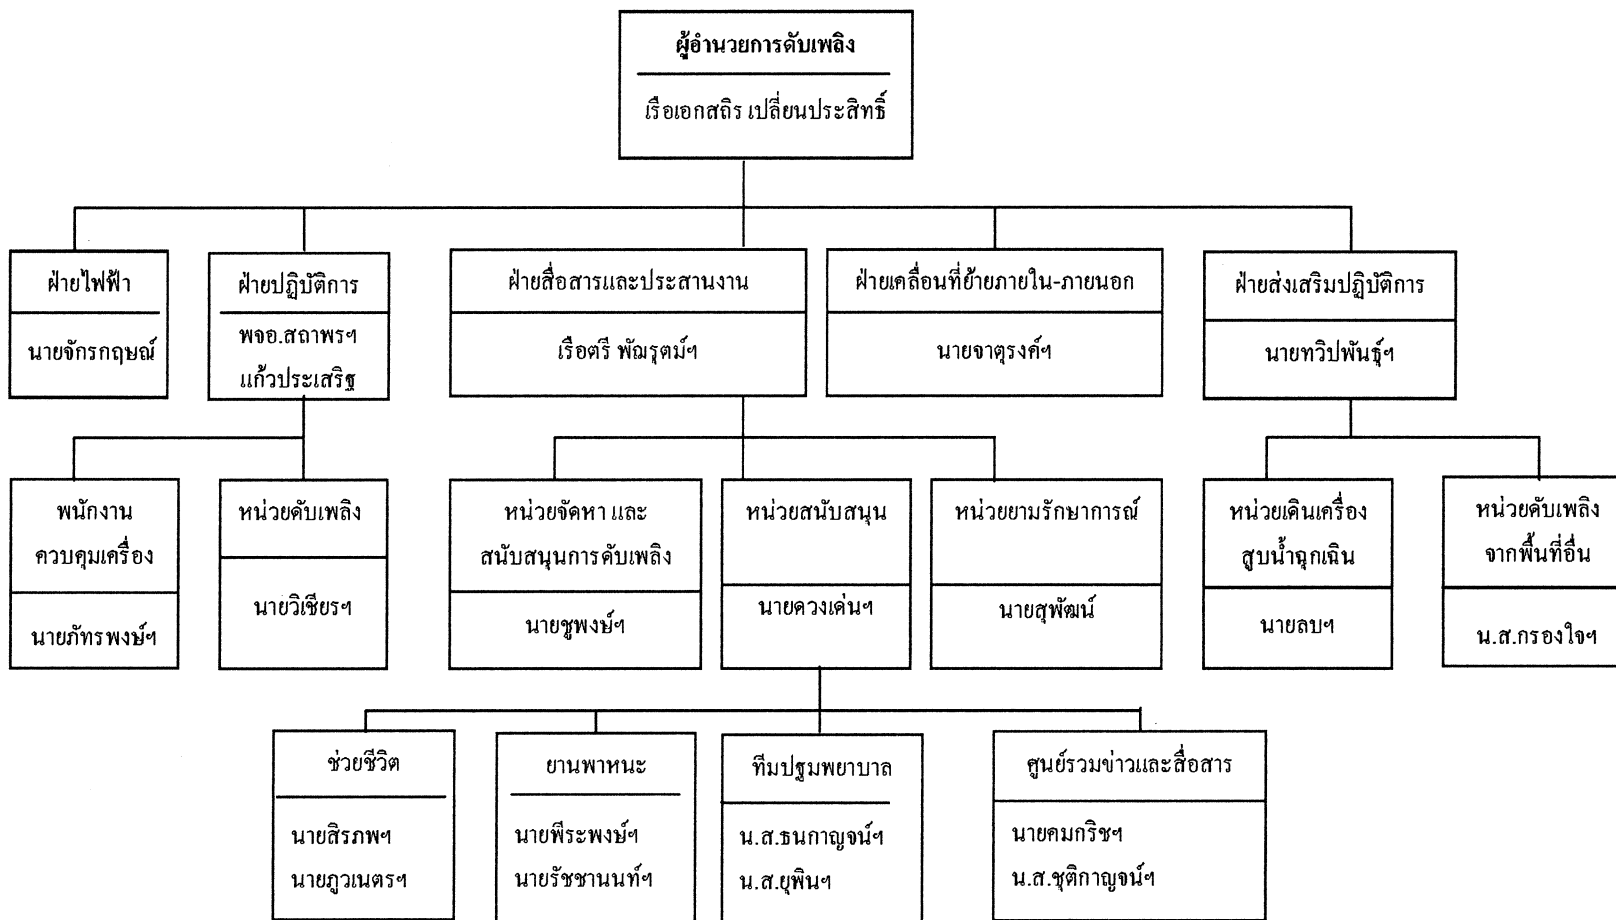 ผู้อำนวยการดับเพลิง
เรือเอกสถิร เปลี่ยนประสิทธิ์
ฝ่ายไฟฟ้า
นายจักรกฤษณ์
ฝ่ายปฏิบัติการ
พจอ.สถาพรฯ
แก้วประเสริฐ
ฝ่ายสื่อสารและประสานงาน
เรือตรี พัฒรุตม์ฯ
ฝ่ายเคลื่อนที่ย้ายภายใน-ภายนอก
นายจาตุรงค์ฯ
ฝ่ายส่งเสริมปฏิบัติการ
นายทวิปพันธุ์ฯ
พนักงาน
ควบคุมเครื่อง
นายภัทรพงษ์ฯ
หน่วยดับเพลิง
นายวิเชียรฯ
หน่วยจัดหา และ
สนับสนุนการดับเพลิง
นายชูพงษ์ฯ
หน่วยสนับสนุน
นายดวงเด่นฯ
หน่วยยามรักษาการณ์
นายสุพัฒน์
หน่วยเดินเครื่อง
สูบน้ำฉุกเฉิน
นายลบฯ
หน่วยดับเพลิง
จากพื้นที่อื่น
น.ส.กรองใจฯ
ช่วยชีวิต
นายสิรภพฯ
นายภูวเนตรฯ
ยานพาหนะ
นายพีระพงษ์ฯ
นายรัชชานนท์ฯ
ทีมปฐมพยาบาล
น.ส.ธนกาญจน์ฯ
น.ส.ยุพินฯ
ศูนย์รวมข่าวและสื่อสาร
นายคมกริชฯ
น.ส.ชุติกาญจน์ฯ